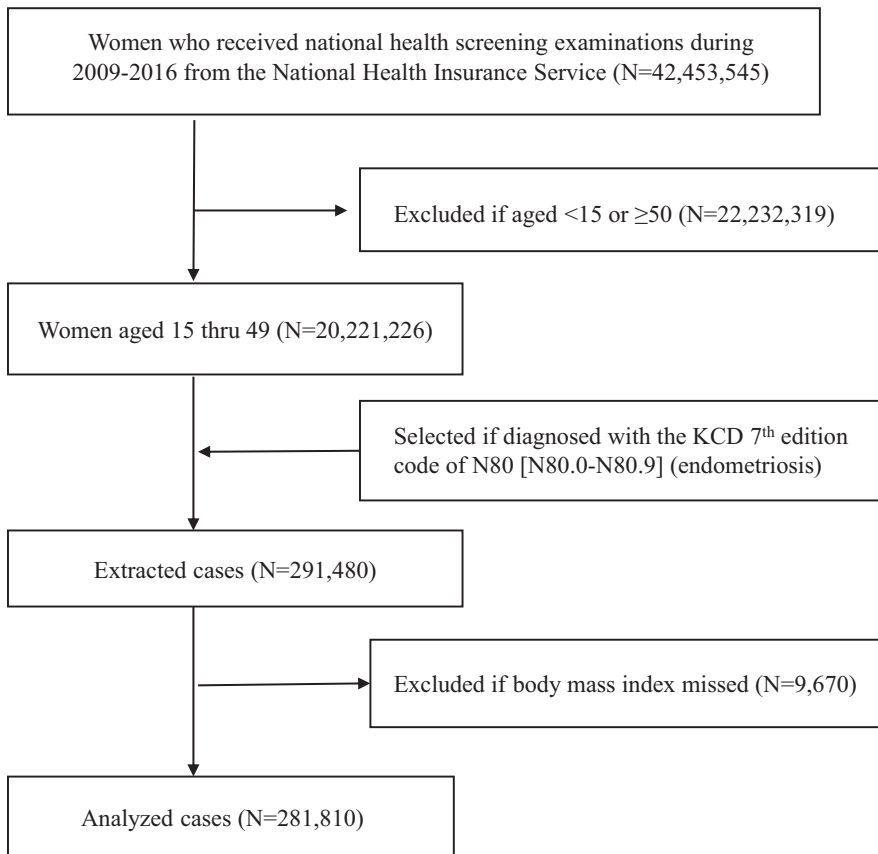 Women who received national health screening examinations during
2009-2016 from the National Health Insurance Service (N=42,453,545)
Excluded if aged <15 or ≥50 (N=22,232,319)
Women aged 15 thru 49 (N=20,221,226)
Selected if diagnosed with the KCD 7th edition
code of N80 [N80.0-N80.9] (endometriosis)
Extracted cases (N=291,480)
Excluded if body mass index missed (N=9,670)
Analyzed cases (N=281,810)